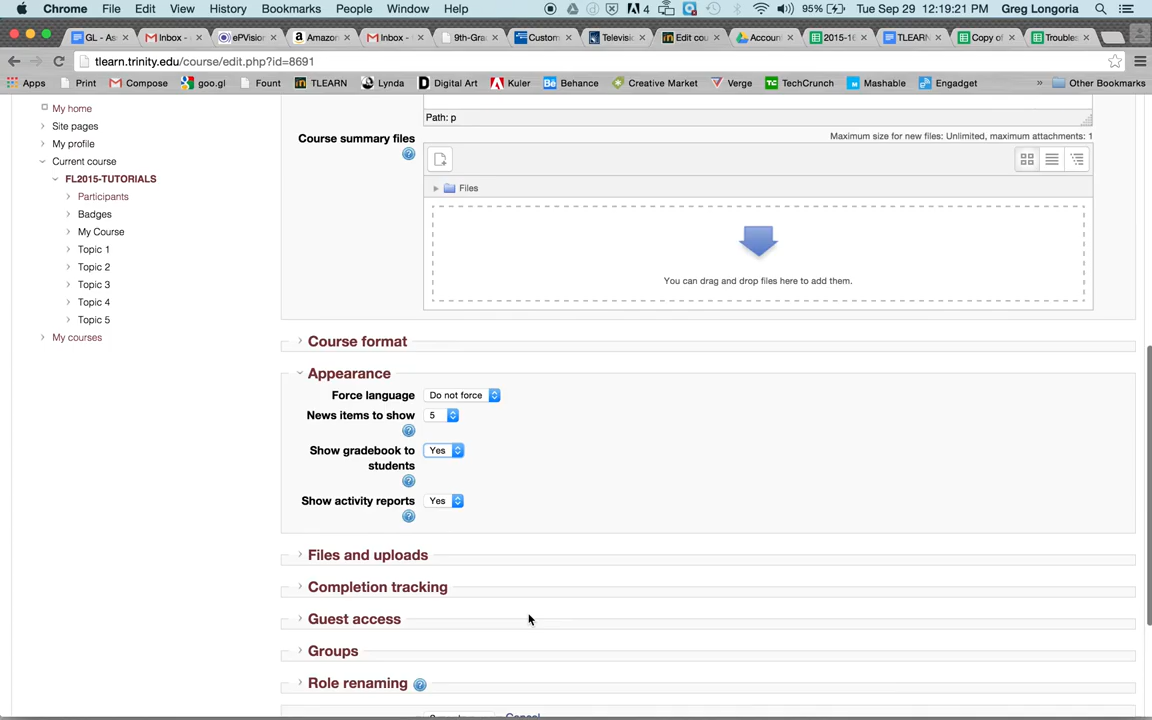 Chrome File Edit View History Bookmarks People Window Help 4 95% Tue Sep 29 12:19:21 PM Greg Longoria
GL - As Inbox - ePVision Amazon Inbox - 9th-Gra Custom Televisi Edit cou Accoun 2015-16 TLEARN Copy of Troubles
tlearn.trinity.edu/course/edit.php?id=8691
Apps Print Compose goo.gl Fount TLEARN Lynda Digital Art Kuler Behance Creative Market Verge TechCrunch Mashable Engadget » Other Bookmarks
My home
Site pages
My profile
Current course
FL2015-TUTORIALS
Participants
Badges
My Course
Topic 1
Topic 2
Topic 3
Topic 4
Topic 5
My courses
Path: p
Course summary files
Maximum size for new files: Unlimited, maximum attachments: 1
Files
You can drag and drop files here to add them.
Course format
Appearance
Force language Do not force
News items to show 5
Show gradebook to students Yes
Show activity reports Yes
Files and uploads
Completion tracking
Guest access
Groups
Role renaming
Cancel